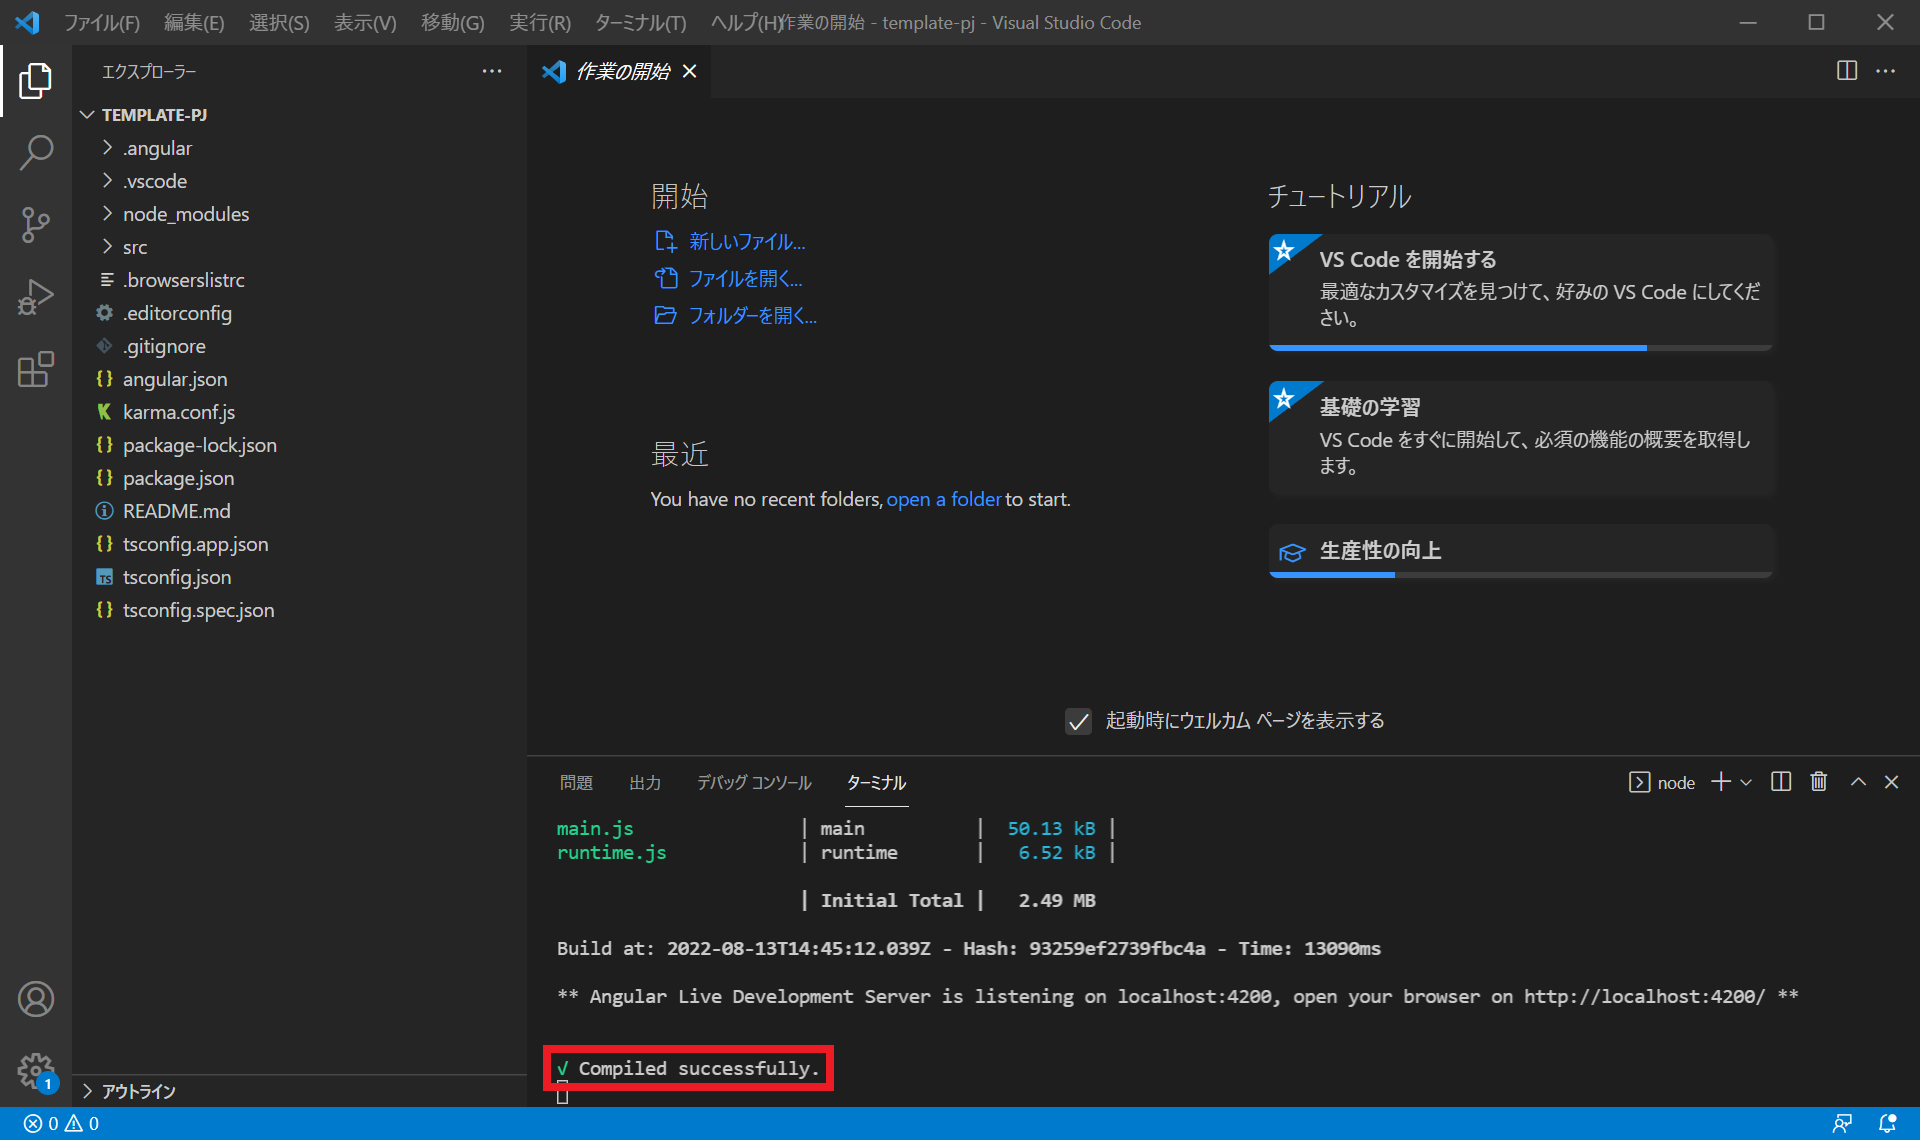 ファイル(F) 編集(E) 選択(S) 表示(V) 移動(G) 実行(R) ターミナル(T) ヘルプ(H) 作業の開始 - template-pj - Visual Studio Code
エクスプローラー
TEMPLATE-PJ
.angular
.vscode
node_modules
src
.browserslistrc
.editorconfig
.gitignore
angular.json
karma.conf.js
package-lock.json
package.json
README.md
tsconfig.app.json
tsconfig.json
tsconfig.spec.json
アウトライン
作業の開始
開始
新しいファイル...
ファイルを開く...
フォルダーを開く...
最近
You have no recent folders, open a folder to start.
チュートリアル
VS Code を開始する
最適なカスタマイズを見つけて、好みの VS Code にしてくだ
さい。
基礎の学習
VS Code をすぐに開始して、必須の機能の概要を取得し
ます。
生産性の向上
起動時にウェルカム ページを表示する
問題 出力 デバッグ コンソール ターミナル node
main.js | main | 50.13 kB |
runtime.js | runtime | 6.52 kB |
| Initial Total | 2.49 MB
Build at: 2022-08-13T14:45:12.039Z - Hash: 93259ef2739fbc4a - Time: 13090ms
** Angular Live Development Server is listening on localhost:4200, open your browser on http://localhost:4200/ **
√ Compiled successfully.
1
0 0